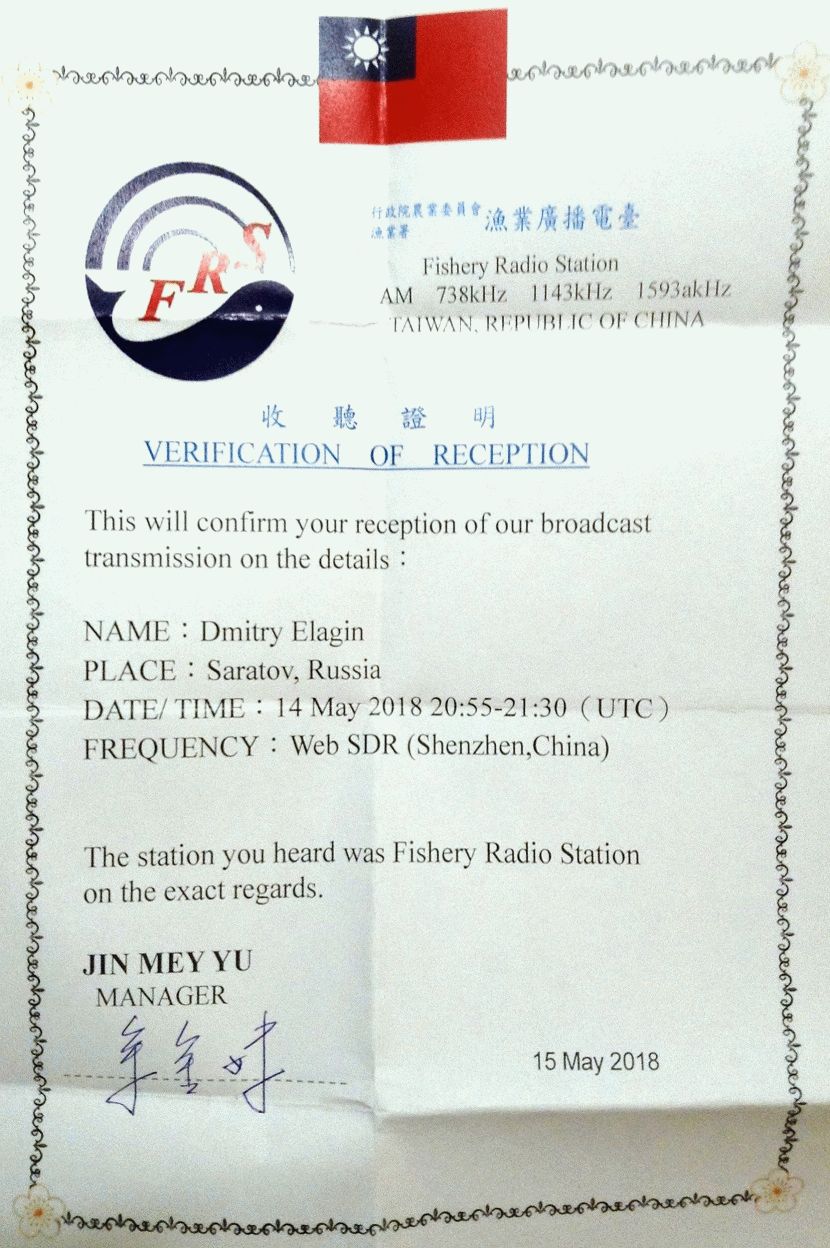 FRS
行政院農業委員會
漁業署
漁業廣播電臺
Fishery Radio Station
AM 738kHz 1143kHz 1593akHz
TAIWAN, REPUBLIC OF CHINA
收 聽 證 明
VERIFICATION OF RECEPTION
This will confirm your reception of our broadcast
transmission on the details：
NAME：Dmitry Elagin
PLACE：Saratov, Russia
DATE/ TIME：14 May 2018 20:55-21:30（UTC）
FREQUENCY：Web SDR (Shenzhen,China)
The station you heard was Fishery Radio Station
on the exact regards.
JIN MEY YU
MANAGER
15 May 2018